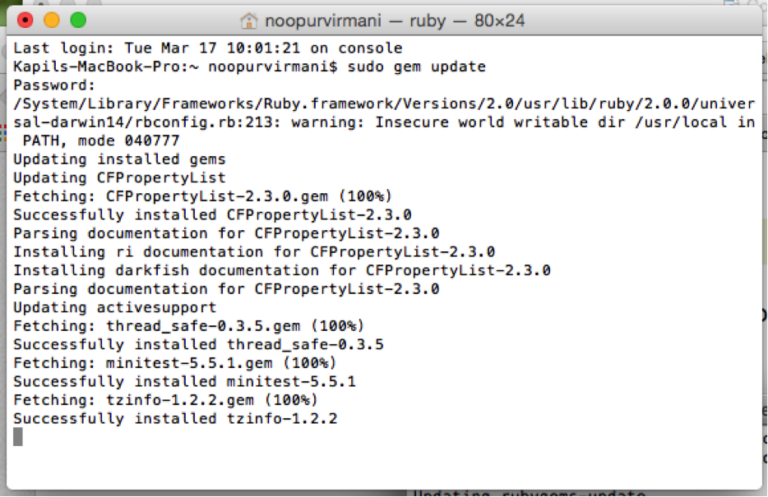 noopurvirmani — ruby — 80×24
Last login: Tue Mar 17 10:01:21 on console
Kapils-MacBook-Pro:~ noopurvirmani$ sudo gem update
Password:
/System/Library/Frameworks/Ruby.framework/Versions/2.0/usr/lib/ruby/2.0.0/univer
sal-darwin14/rbconfig.rb:213: warning: Insecure world writable dir /usr/local in
PATH, mode 040777
Updating installed gems
Updating CFPropertyList
Fetching: CFPropertyList-2.3.0.gem (100%)
Successfully installed CFPropertyList-2.3.0
Parsing documentation for CFPropertyList-2.3.0
Installing ri documentation for CFPropertyList-2.3.0
Installing darkfish documentation for CFPropertyList-2.3.0
Parsing documentation for CFPropertyList-2.3.0
Updating activesupport
Fetching: thread_safe-0.3.5.gem (100%)
Successfully installed thread_safe-0.3.5
Fetching: minitest-5.5.1.gem (100%)
Successfully installed minitest-5.5.1
Fetching: tzinfo-1.2.2.gem (100%)
Successfully installed tzinfo-1.2.2
Updating rubygems-update